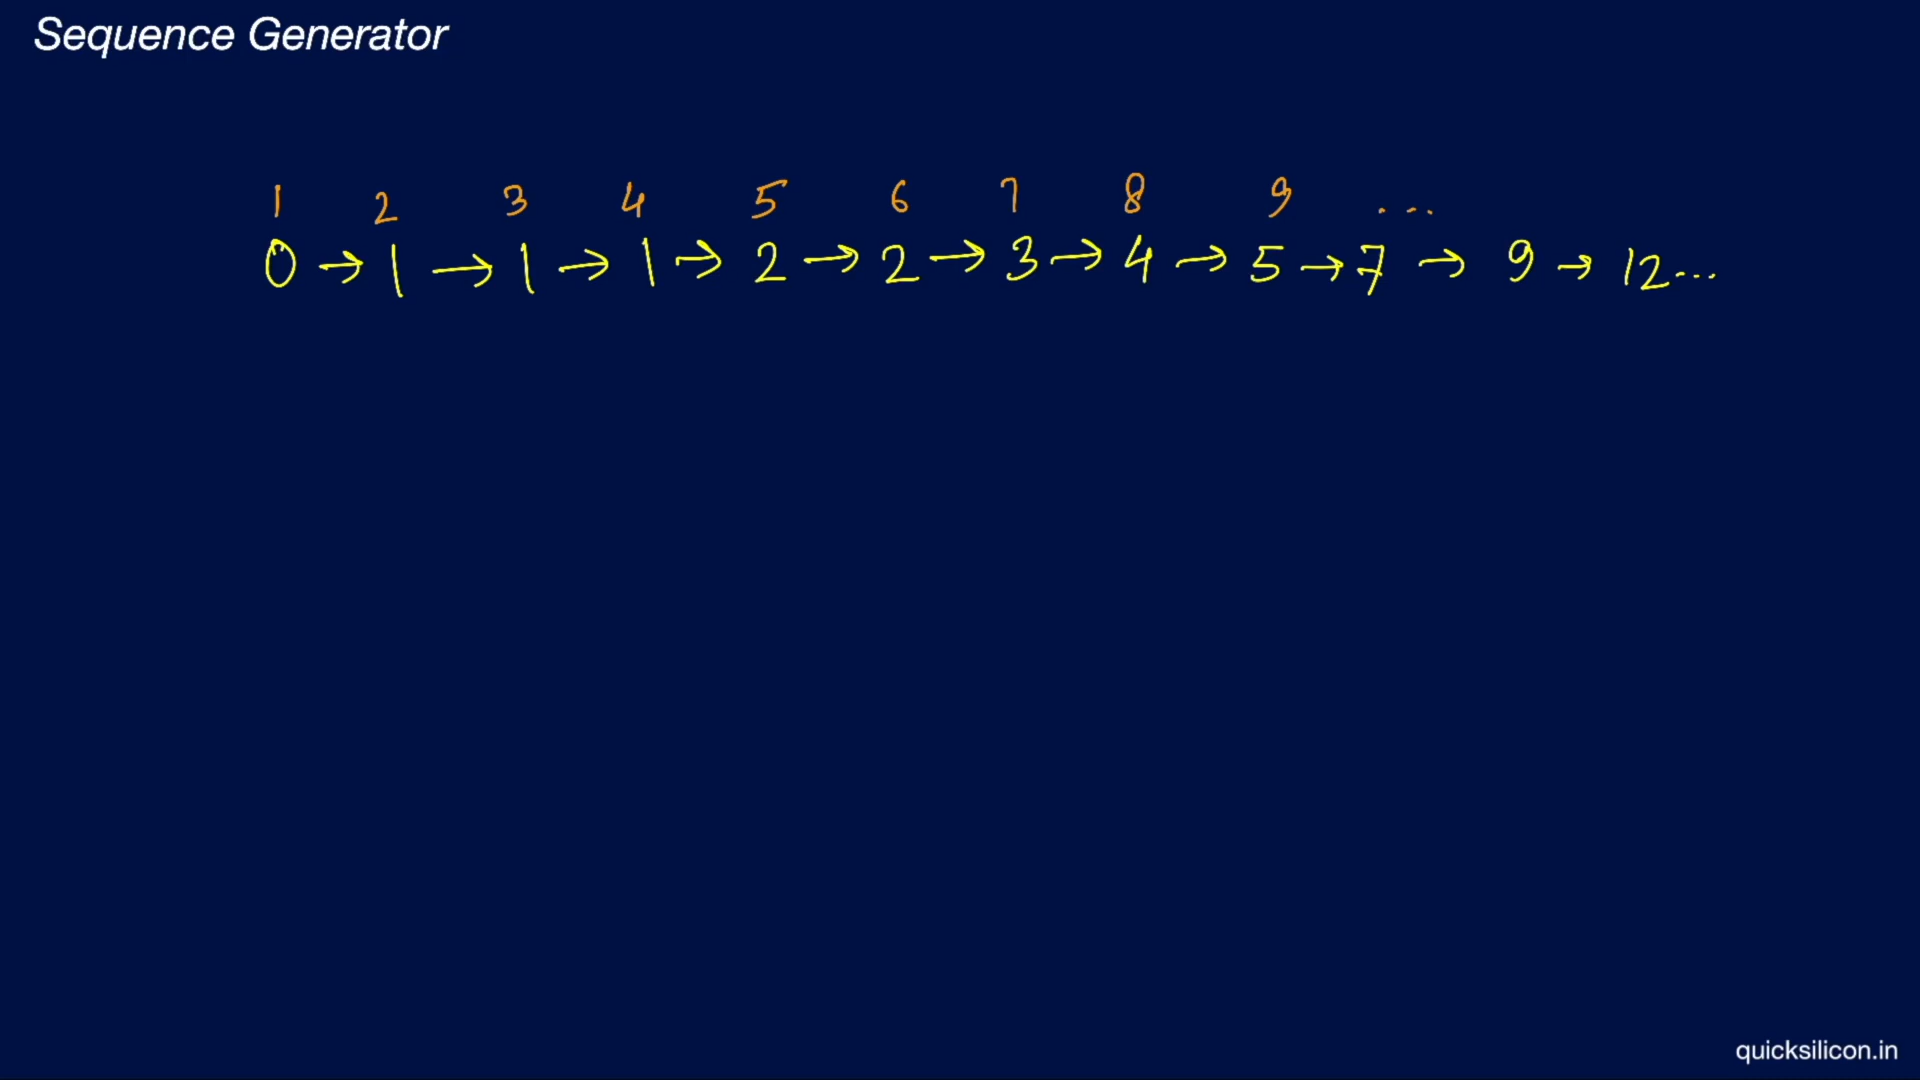 Sequence Generator
1 2 3 4 5 6 7 8 9 ...
0 → 1 → 1 → 1 → 2 → 2 → 3 → 4 → 5 → 7 → 9 → 12...
quicksilicon.in